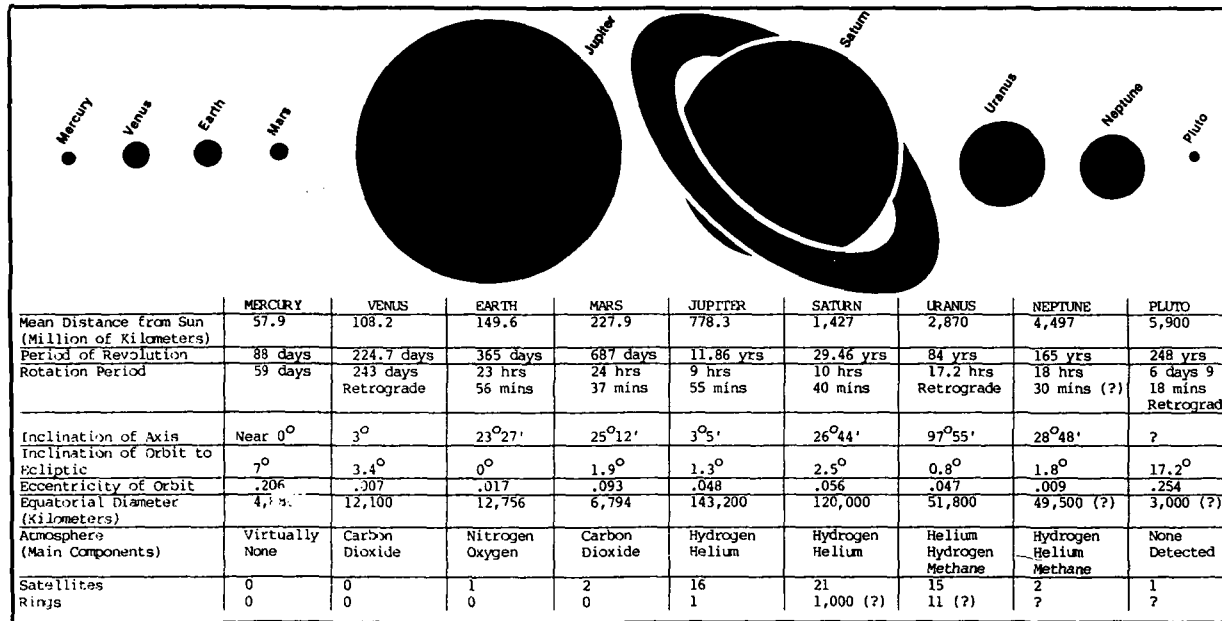 Mercury
Venus
Earth
Mars
Jupiter
Saturn
Uranus
Neptune
Pluto
MERCURY VENUS EARTH MARS JUPITER SATURN URANUS NEPTUNE PLUTO
Mean Distance from Sun 57.9 108.2 149.6 227.9 778.3 1,427 2,870 4,497 5,900
(Million of Kilometers)
Period of Revolution 88 days 224.7 days 365 days 687 days 11.86 yrs 29.46 yrs 84 yrs 165 yrs 248 yrs
Rotation Period 59 days 243 days 23 hrs 24 hrs 9 hrs 10 hrs 17.2 hrs 18 hrs 6 days 9
Retrograde 56 mins 37 mins 55 mins 40 mins Retrograde 30 mins (?) 18 mins
Retrograd
Inclination of Axis Near 0° 3° 23°27' 25°12' 3°5' 26°44' 97°55' 28°48' ?
Inclination of Orbit to
Ecliptic 7° 3.4° 0° 1.9° 1.3° 2.5° 0.8° 1.8° 17.2°
Eccentricity of Orbit .206 .007 .017 .093 .048 .056 .047 .009 .254
Equatorial Diameter 12,100 12,756 6,794 143,200 120,000 51,800 49,500 (?) 3,000 (?)
(Kilometers)
Atmosphere Virtually Carbon Nitrogen Carbon Hydrogen Hydrogen Helium Hydrogen None
(Main Components) None Dioxide Oxygen Dioxide Helium Helium Hydrogen Helium Detected
Methane Methane
Satellites 0 0 1 2 16 21 15 2 1
Rings 0 0 0 0 1 1,000 (?) 11 (?) ? ?